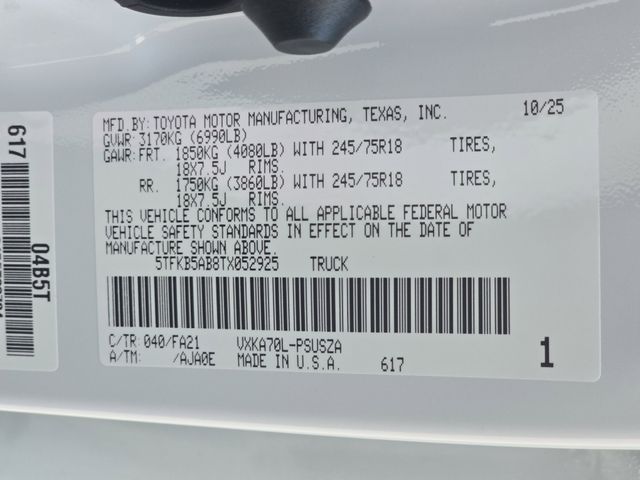 MFD.BY:TOYOTA MOTOR MANUFACTURING, TEXAS, INC. 10/25
GVWR: 3170KG (6990LB)
GAWR: FRT. 1850KG (4080LB) WITH 245/75R18 TIRES,
18X7.5J RIMS.
RR. 1750KG (3860LB) WITH 245/75R18 TIRES,
18X7.5J RIMS.
THIS VEHICLE CONFORMS TO ALL APPLICABLE FEDERAL MOTOR
VEHICLE SAFETY STANDARDS IN EFFECT ON THE DATE OF
MANUFACTURE SHOWN ABOVE.
5TFKB5AB8TX052925 TRUCK
C/TR: 040/FA21 VXKA70L-PSUSZA
A/TM: /AJA0E MADE IN U.S.A. 617 1
617
04B5T